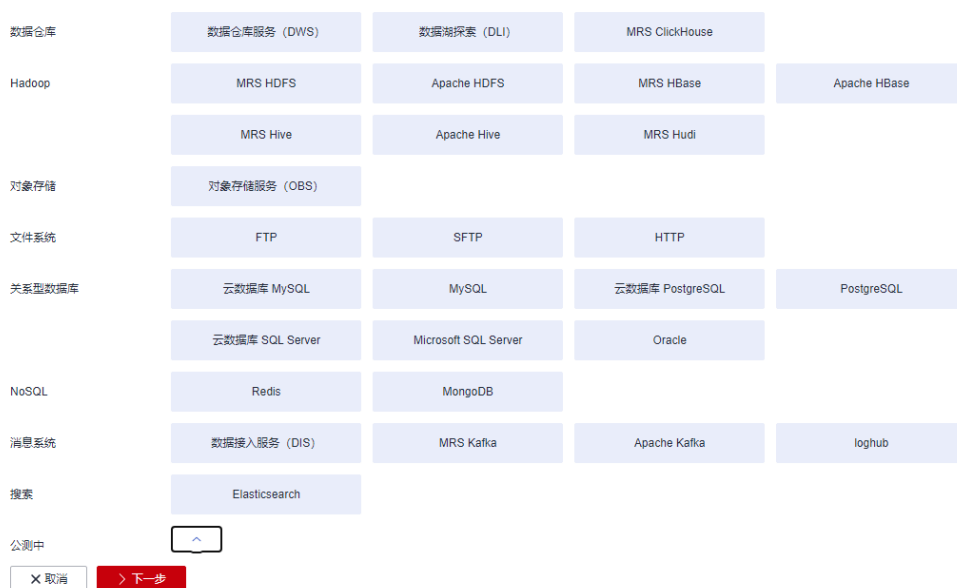 数据仓库 数据仓库服务（DWS） 数据湖探索（DLI） MRS ClickHouse
Hadoop MRS HDFS Apache HDFS MRS HBase Apache HBase
MRS Hive Apache Hive MRS Hudi
对象存储 对象存储服务（OBS）
文件系统 FTP SFTP HTTP
关系型数据库 云数据库 MySQL MySQL 云数据库 PostgreSQL PostgreSQL
云数据库 SQL Server Microsoft SQL Server Oracle
NoSQL Redis MongoDB
消息系统 数据接入服务（DIS） MRS Kafka Apache Kafka loghub
搜索 Elasticsearch
公测中
取消 下一步